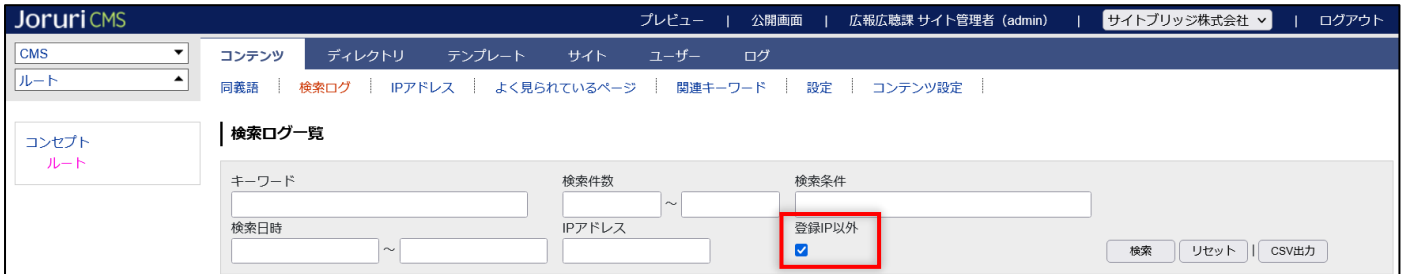 Joruri CMS プレビュー | 公開画面 | 広報広聴課 サイト管理者（admin） | サイトブリッジ株式会社 | ログアウト
CMS
ルート
コンテンツ ディレクトリ テンプレート サイト ユーザー ログ
同義語 検索ログ IPアドレス よく見られているページ 関連キーワード 設定 コンテンツ設定
コンセプト
ルート
検索ログ一覧
キーワード 検索件数 検索条件
～
検索日時 IPアドレス 登録IP以外
～ 検索 リセット | CSV出力